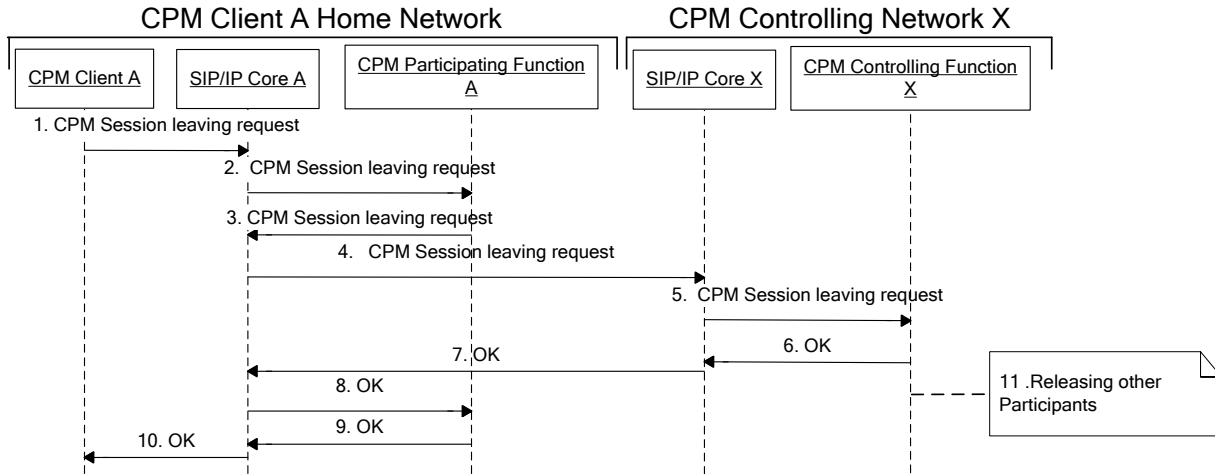 CPM Client A Home Network
CPM Controlling Network X
CPM Client A
SIP/IP Core A
CPM Participating Function
A
SIP/IP Core X
CPM Controlling Function
X
1. CPM Session leaving request
2. CPM Session leaving request
3. CPM Session leaving request
4. CPM Session leaving request
5. CPM Session leaving request
6. OK
7. OK
8. OK
9. OK
10. OK
11 .Releasing other
Participants